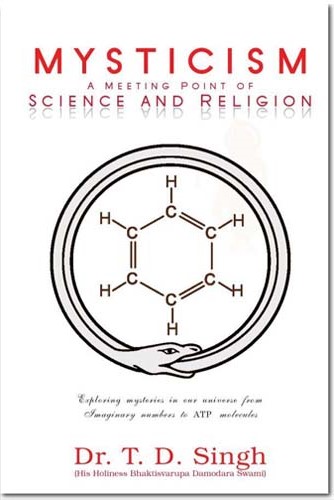 MYSTICISM
A MEETING POINT OF
SCIENCE AND RELIGION
H
H C H
C C
C C
H C H
H
Exploring mysteries in our universe from
Imaginary numbers to ATP molecules
Dr. T. D. Singh
(His Holiness Bhaktisvarupa Damodara Swami)